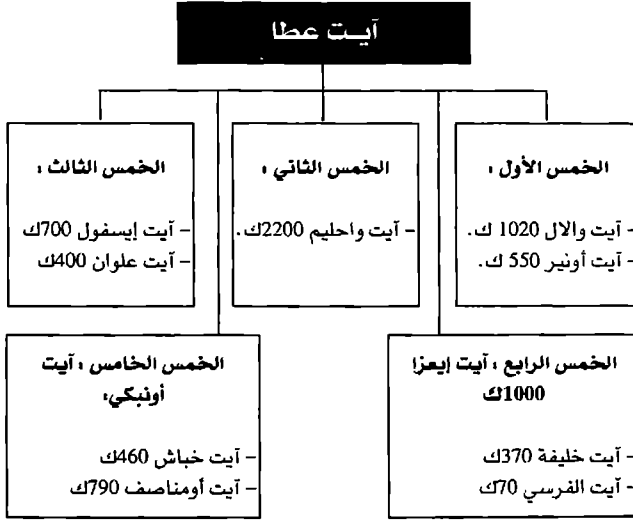 آيــت عطا
الخمس الأول :
– آيت والال 1020 ك.
– آيت أونير 550 ك.
الخمس الثاني :
– آيت واحليم 2200ك.
الخمس الثالث :
– آيت إيسفول 700ك
– آيت علوان 400ك
الخمس الرابع : آيت إيعزا
1000ك
– آيت خليفة 370ك
– آيت الفرسي 70ك
الخمس الخامس : آيت
أونبكي:
– آيت خباش 460ك
– آيت أومناصف 790ك